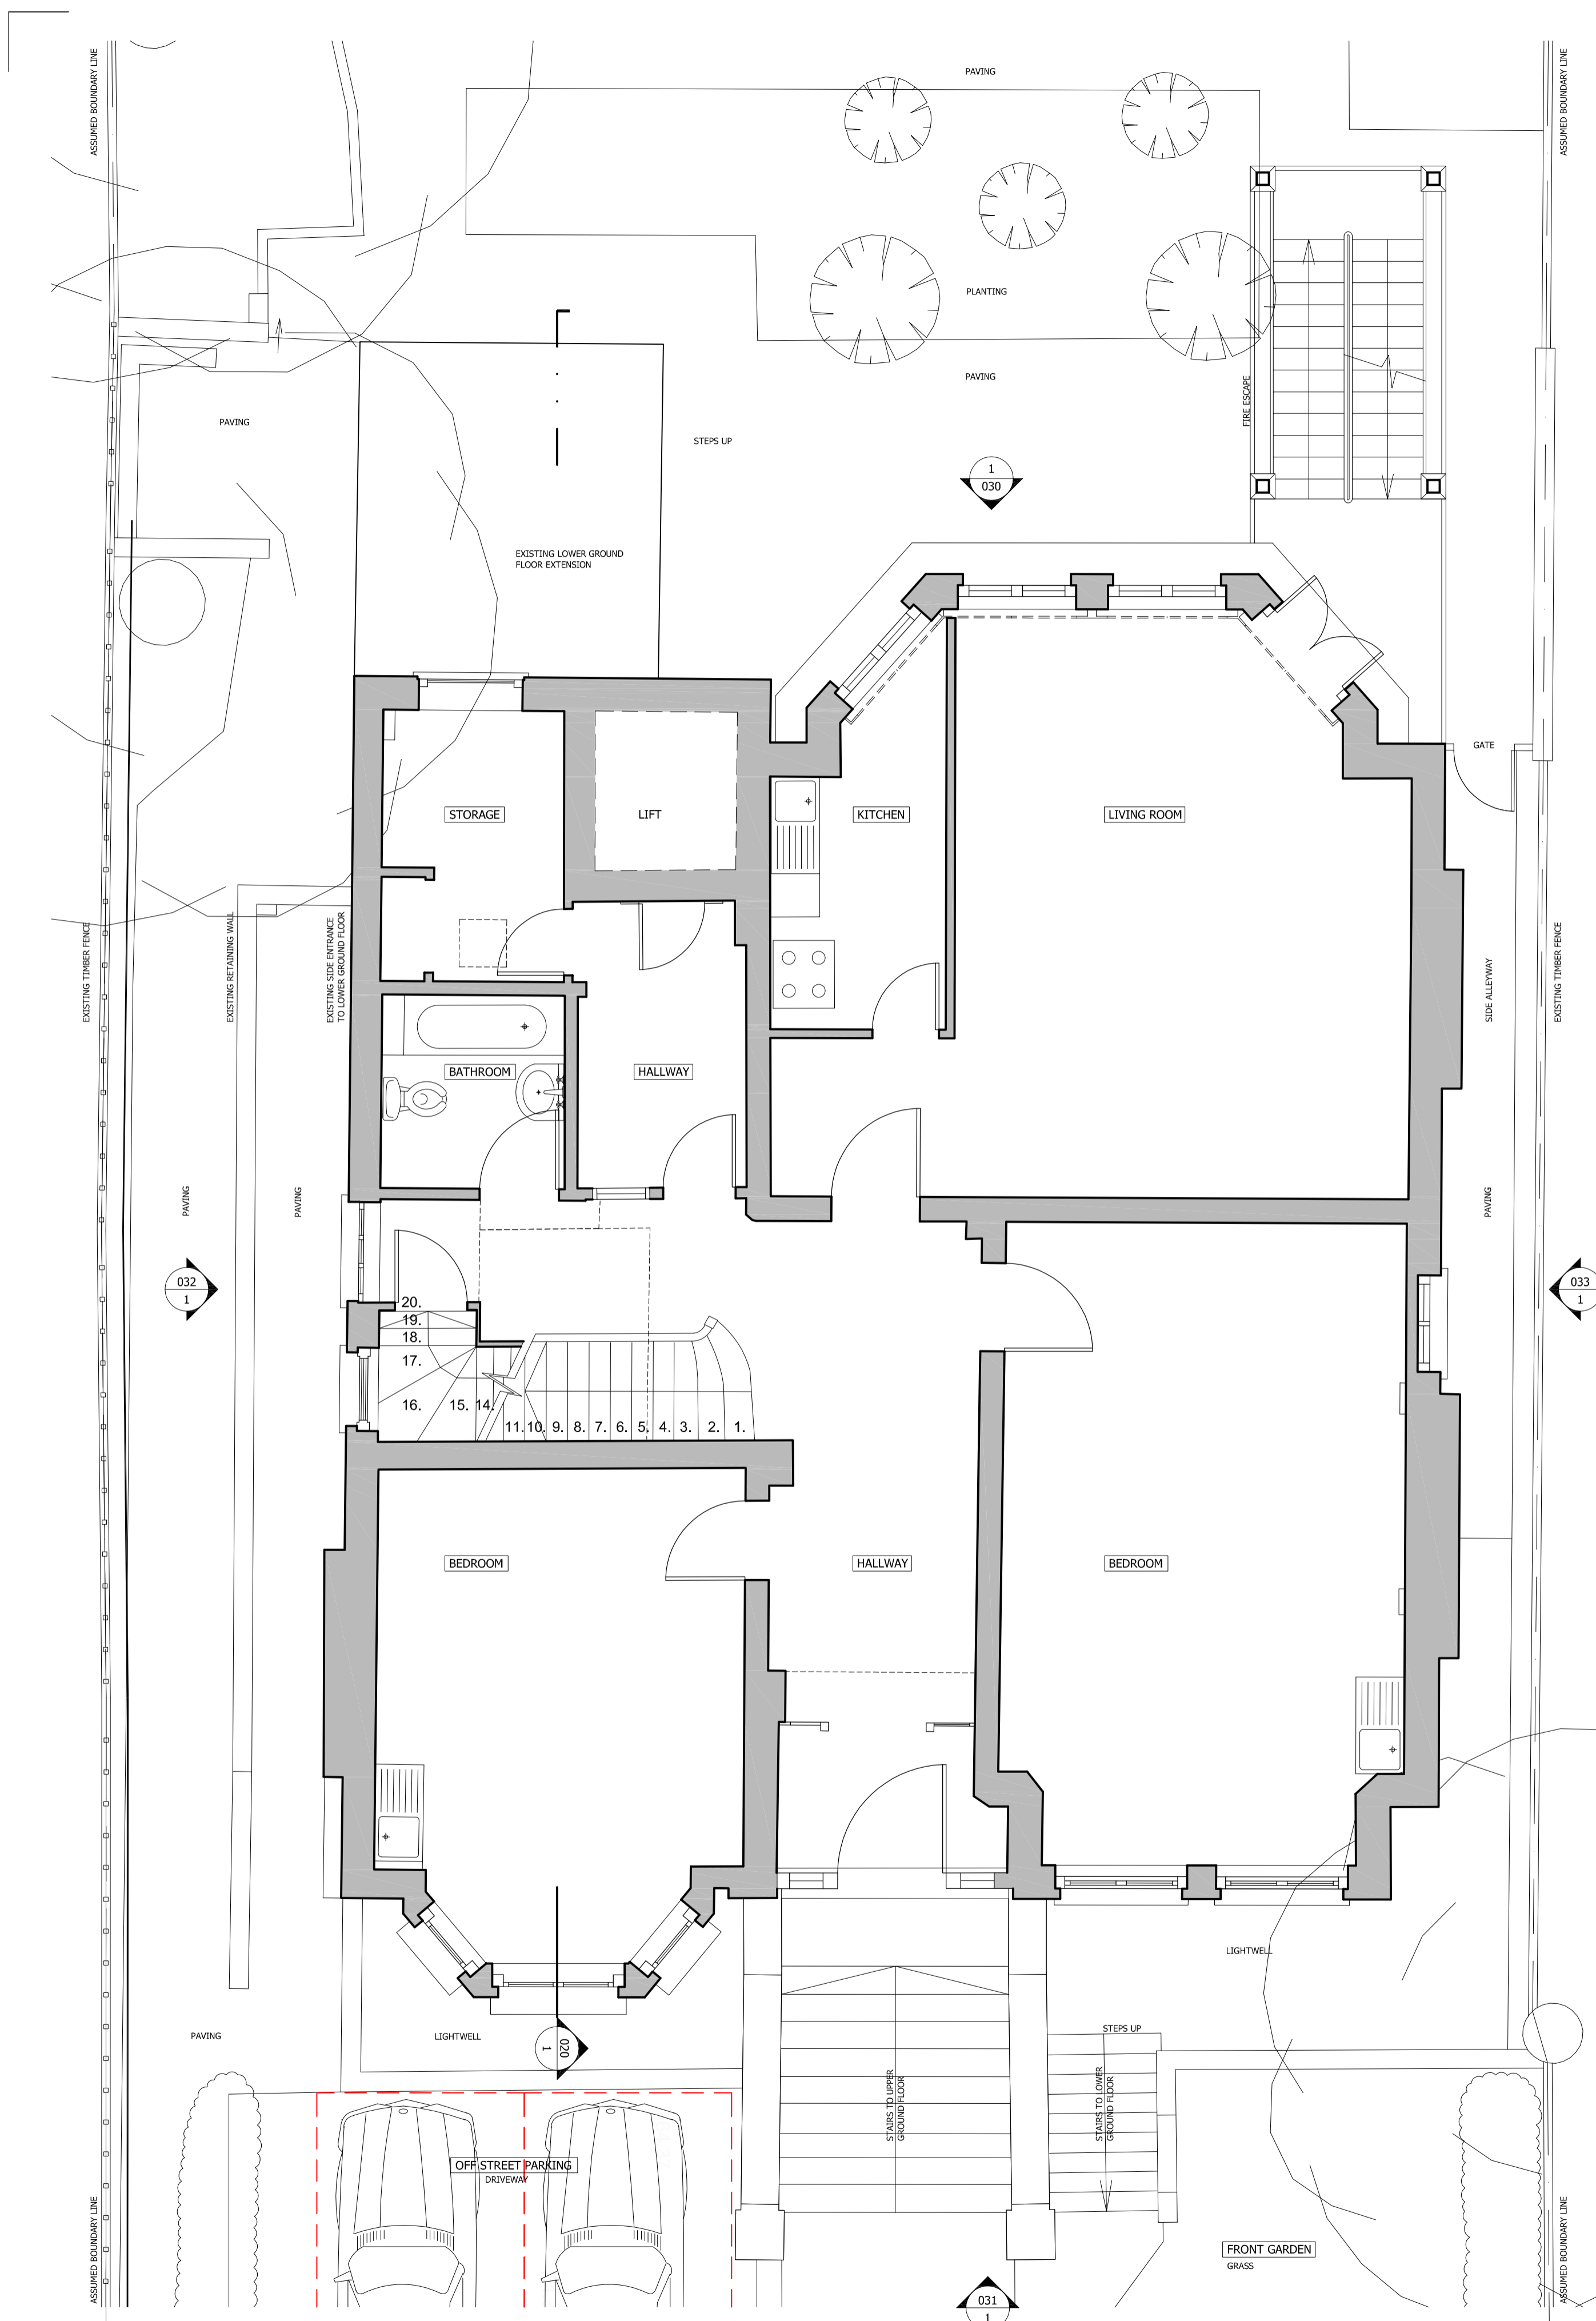 PAVING
ASSUMED BOUNDARY LINE
ASSUMED BOUNDARY LINE
PLANTING
PAVING
FIRE ESCAPE
PAVING
STEPS UP
1
030
EXISTING LOWER GROUND
FLOOR EXTENSION
GATE
STORAGE
LIFT
KITCHEN
LIVING ROOM
EXISTING TIMBER FENCE
EXISTING RETAINING WALL
EXISTING SIDE ENTRANCE
TO LOWER GROUND FLOOR
SIDE ALLEYWAY
EXISTING TIMBER FENCE
BATHROOM
HALLWAY
PAVING
PAVING
PAVING
032
1
033
1
20.
19.
18.
17.
16.
15.
14.
11.
10.
9.
8.
7.
6.
5.
4.
3.
2.
1.
BEDROOM
HALLWAY
BEDROOM
LIGHTWELL
PAVING
LIGHTWELL
STEPS UP
020
1
STAIRS TO UPPER
GROUND FLOOR
STAIRS TO LOWER
GROUND FLOOR
OFF STREET PARKING
DRIVEWAY
ASSUMED BOUNDARY LINE
FRONT GARDEN
GRASS
ASSUMED BOUNDARY LINE
031
1